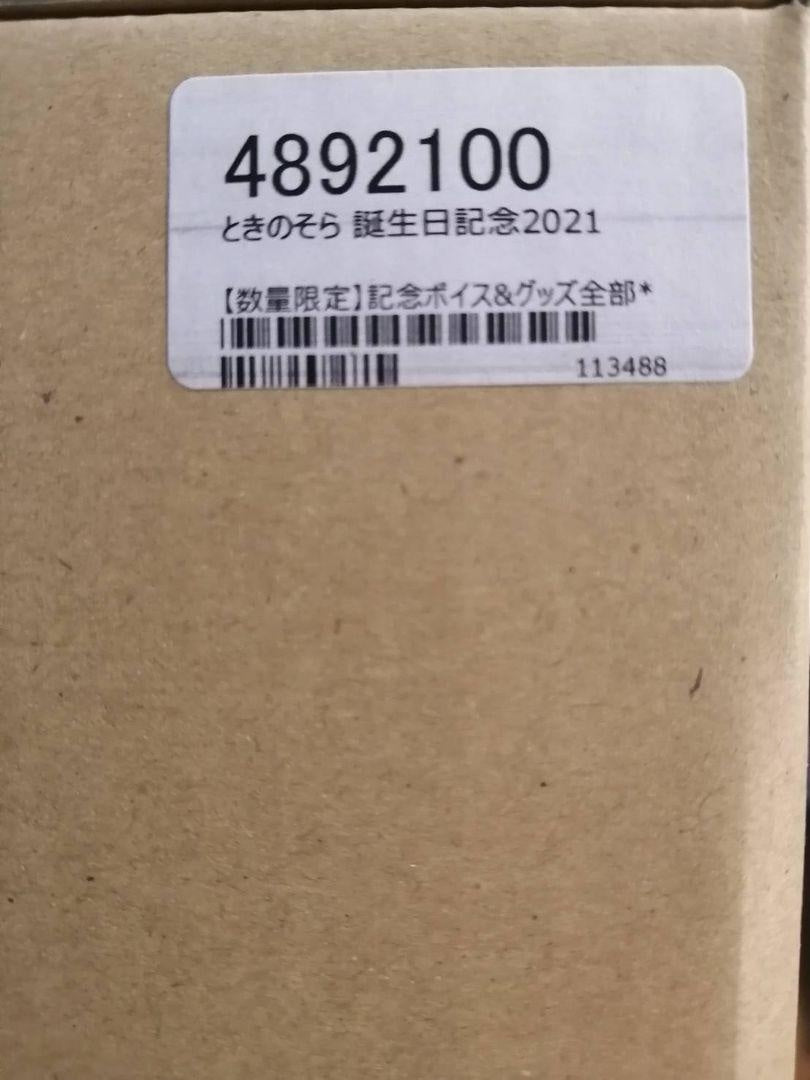 4892100
ときのそら 誕生日記念2021
【数量限定】記念ボイス&グッズ全部*
113488